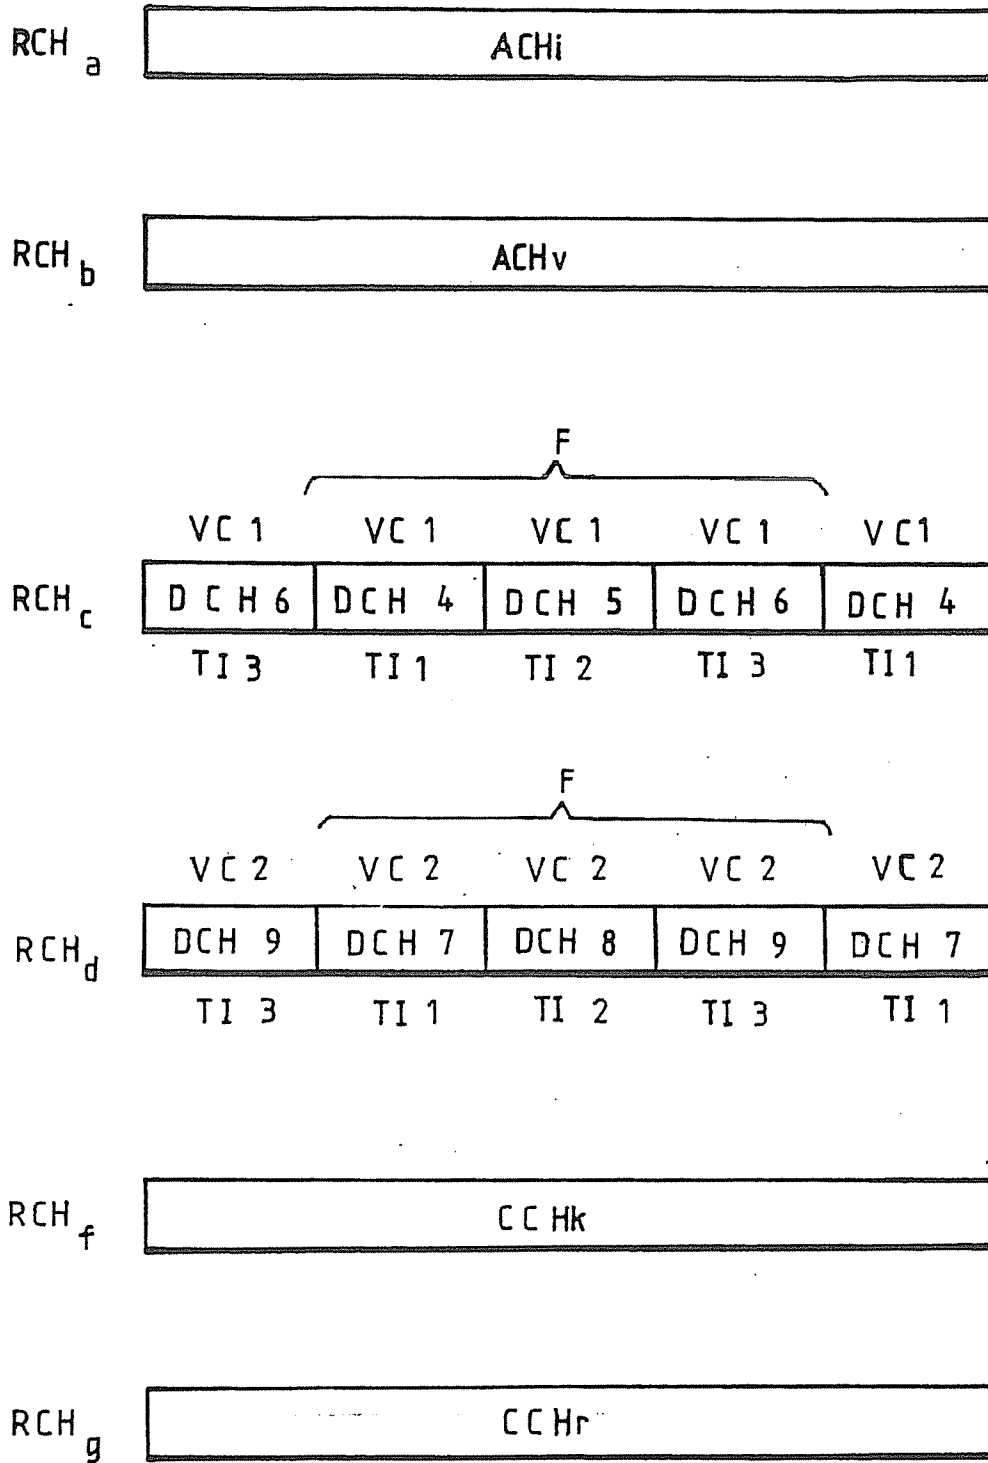 RCH a ACHi
RCH b ACHv
F
VC 1 VC 1 VC 1 VC 1 VC 1
RCH c DCH 6 DCH 4 DCH 5 DCH 6 DCH 4
TI 3 TI 1 TI 2 TI 3 TI 1
F
VC 2 VC 2 VC 2 VC 2 VC 2
RCH d DCH 9 DCH 7 DCH 8 DCH 9 DCH 7
TI 3 TI 1 TI 2 TI 3 TI 1
RCH f CCHk
RCH g CCHr